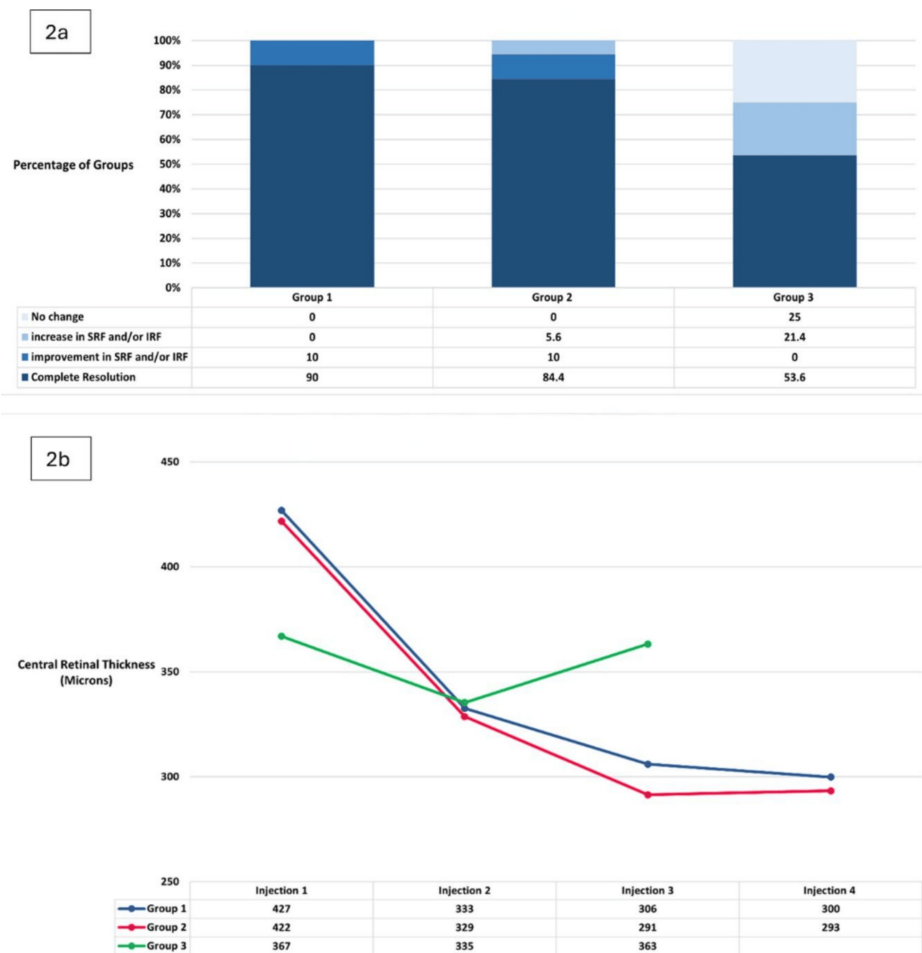 2a
100%
90%
80%
70%
60%
Percentage of Groups
50%
40%
30%
20%
10%
0%
Group 1 Group 2 Group 3
No change 0 0 25
increase in SRF and/or IRF 0 5.6 21.4
improvement in SRF and/or IRF 10 10 0
Complete Resolution 90 84.4 53.6
2b
450
400
Central Retinal Thickness
(Microns)
350
300
250
Injection 1 Injection 2 Injection 3 Injection 4
Group 1 427 333 306 300
Group 2 422 329 291 293
Group 3 367 335 363